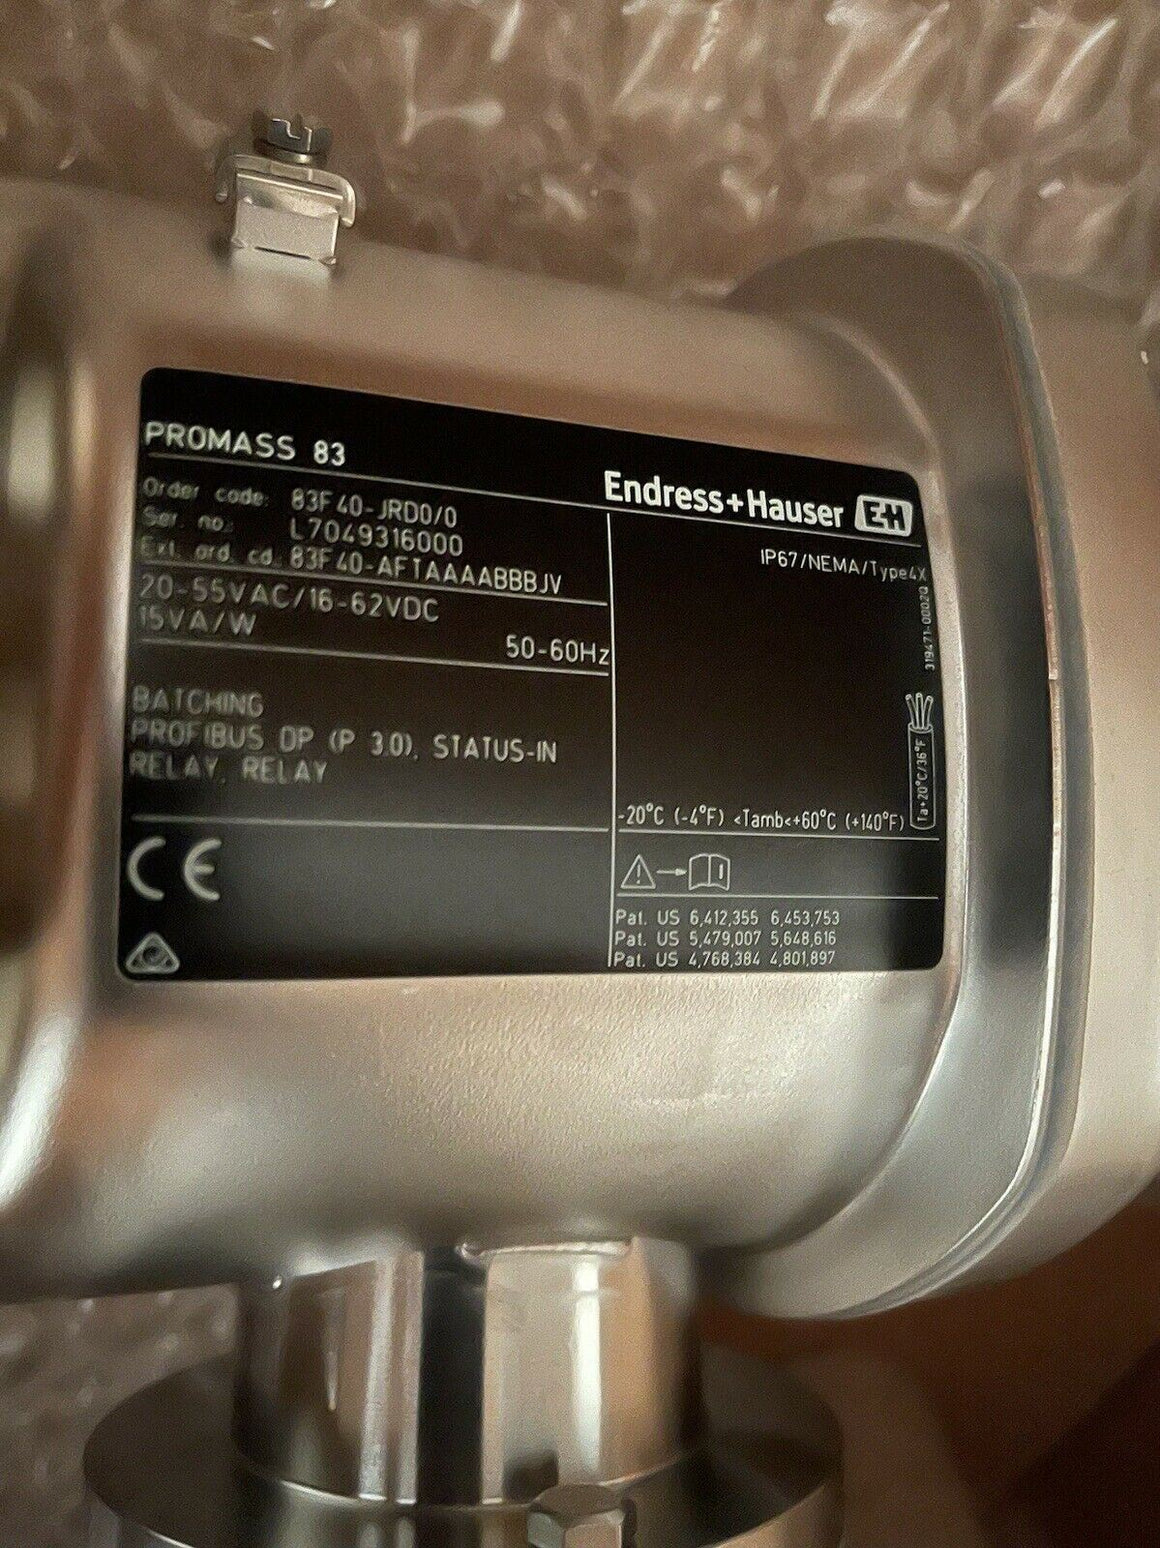 PROMASS 83
Endress+Hauser EH
Order code: 83F40-JRD0/0
Ser. no.: L7049316000
Ext. ord. cd. 83F40-AFTAAAABBBJV
20-55VAC/16-62VDC
15VA/W
50-60Hz
BATCHING
PROFIBUS DP (P 3.0), STATUS-IN
RELAY, RELAY
CE
IP67/NEMA/Type4X
319471-00020
Ta+20°C/36°F
-20°C (-4°F) <Tamb<+60°C (+140°F)
Pat. US 6,412,355 6,453,753
Pat. US 5,479,007 5,648,616
Pat. US 4,768,384 4,801,897